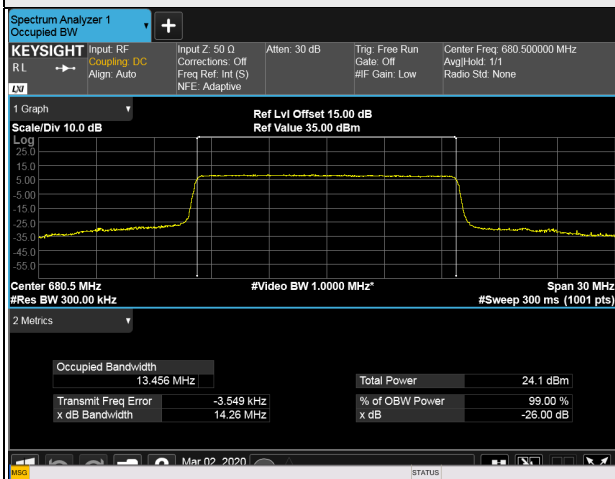 Spectrum Analyzer 1
Occupied BW
+
KEYSIGHT
RL
LXI
Input: RF
Coupling: DC
Align: Auto
Input Z: 50 Ω
Corrections: Off
Freq Ref: Int (S)
NFE: Adaptive
Atten: 30 dB
Trig: Free Run
Gate: Off
#IF Gain: Low
Center Freq: 680.500000 MHz
Avg|Hold: 1/1
Radio Std: None
1 Graph
Scale/Div 10.0 dB
Ref Lvl Offset 15.00 dB
Ref Value 35.00 dBm
Log
25.0
15.0
5.00
-5.00
-15.0
-25.0
-35.0
-45.0
-55.0
Center 680.5 MHz
#Video BW 1.0000 MHz*
Span 30 MHz
#Res BW 300.00 kHz
#Sweep 300 ms (1001 pts)
2 Metrics
Occupied Bandwidth
13.456 MHz
Total Power 24.1 dBm
Transmit Freq Error -3.549 kHz
% of OBW Power 99.00 %
x dB Bandwidth 14.26 MHz
x dB -26.00 dB
Mar 02, 2020
MSG
STATUS